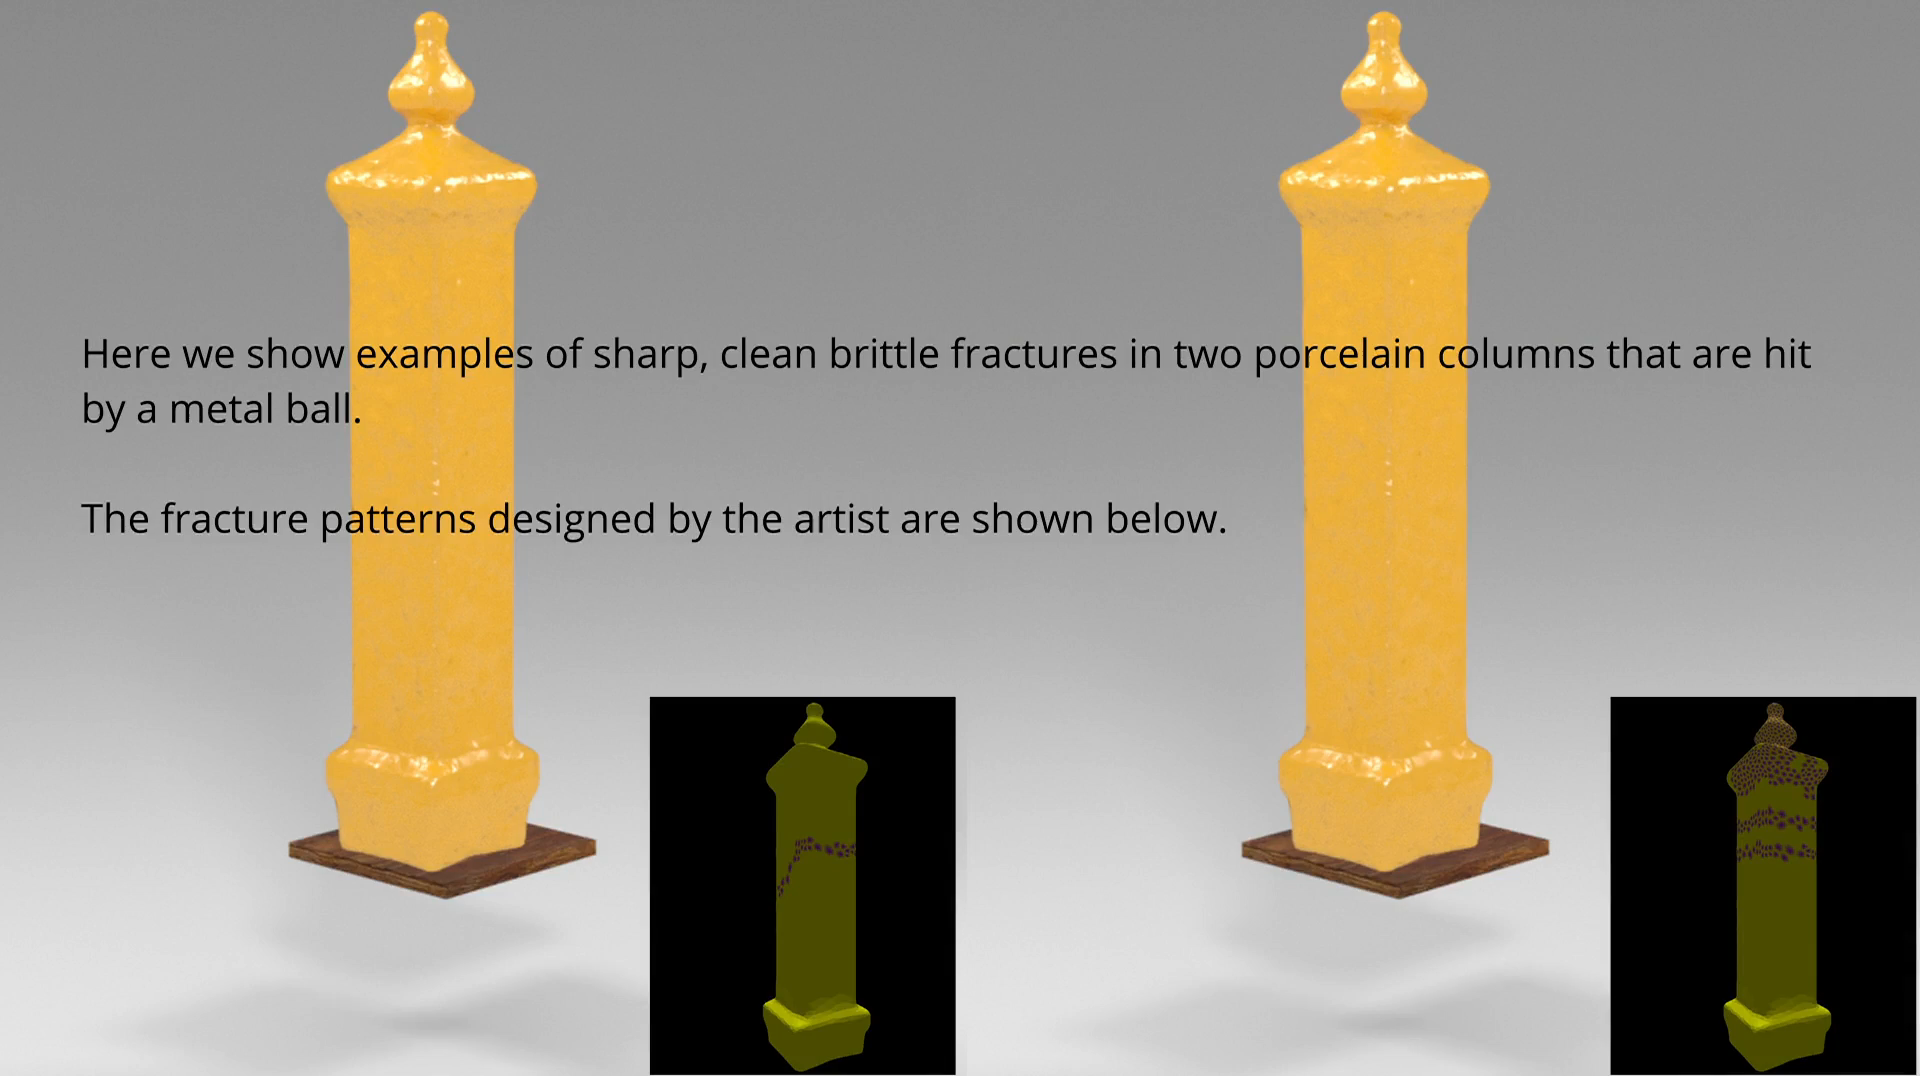 Here we show examples of sharp, clean brittle fractures in two porcelain columns that are hit
by a metal ball.
The fracture patterns designed by the artist are shown below.